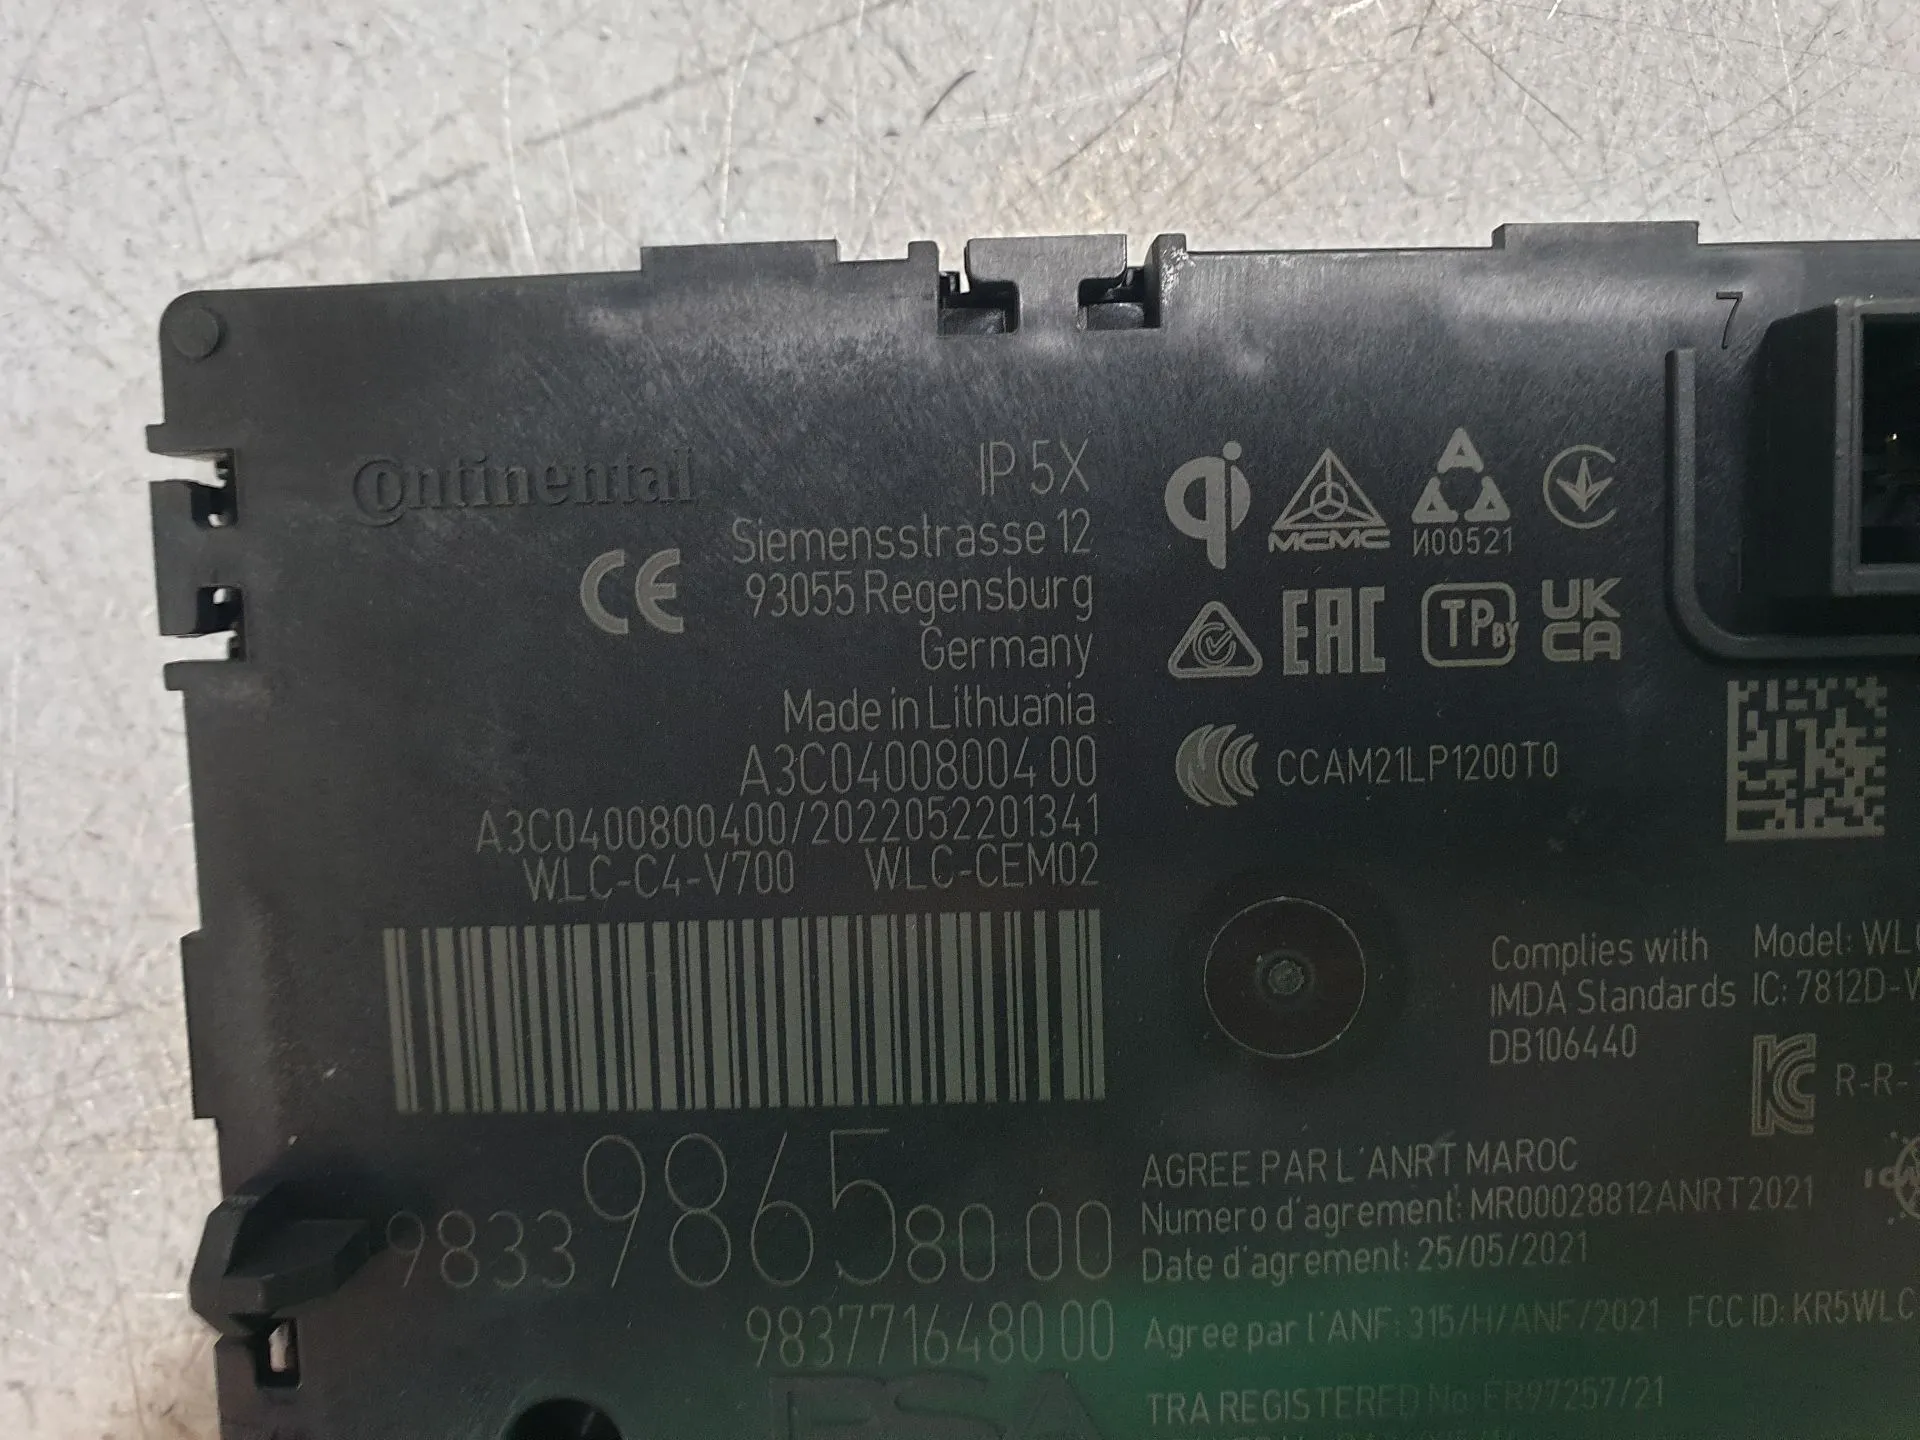 7
Continental
IP 5X
Siemensstrasse 12
93055 Regensburg
Germany
Made in Lithuania
A3C04008004 00
A3C0400800400/2022052201341
WLC-C4-V700 WLC-CEM02
9833986580 00
9837716480 00
PSA
qi
MCMC
A
И00521
EAC
TP BY
UK
CA
CE
CCAM21LP1200T0
Complies with
IMDA Standards
DB106440
Model: WLC
IC: 7812D-W
R-R-
AGREE PAR L'ANRT MAROC
Numero d'agrement: MR00028812ANRT2021
Date d'agrement: 25/05/2021
Agree par l'ANF: 315/H/ANF/2021 FCC ID: KR5WLC
TRA REGISTERED No: ER97257/21